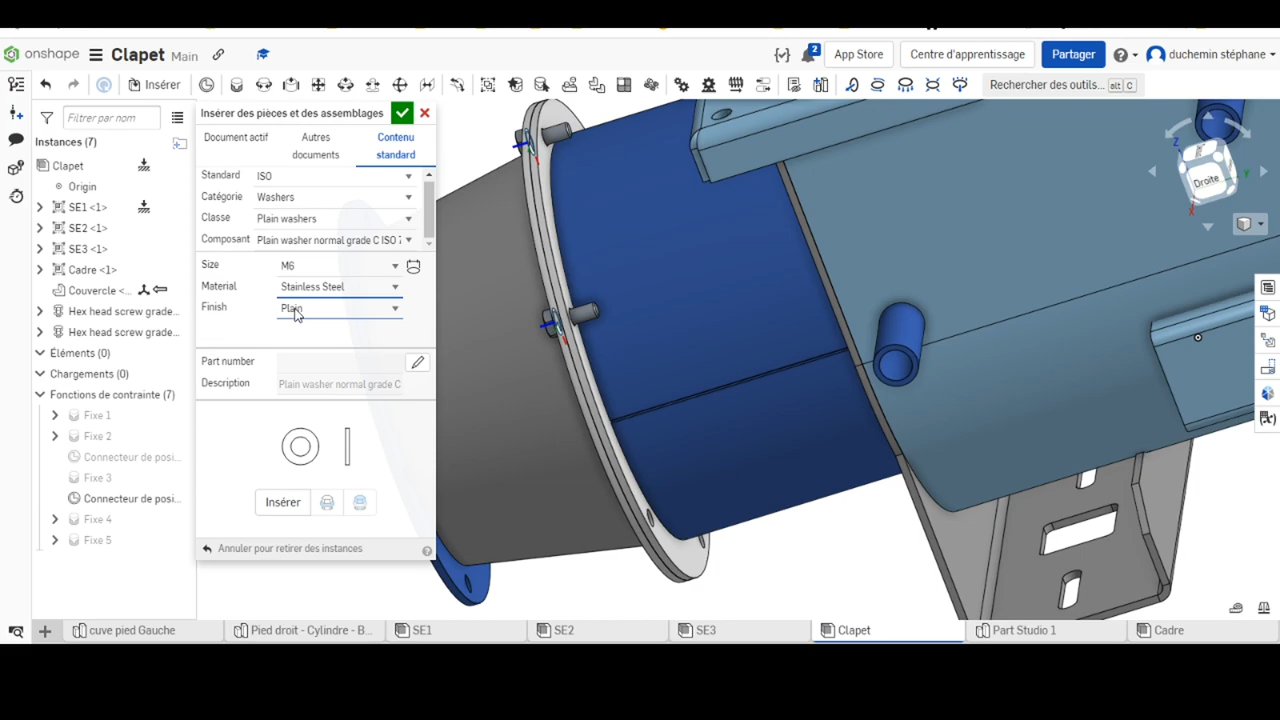 onshape Clapet Main 2 App Store Centre d'apprentissage Partager duchemin stéphane
Insérer Rechercher des outils... alt C
Filtrer par nom
Instances (7)
Clapet
Origin
SE1 <1>
SE2 <1>
SE3 <1>
Cadre <1>
Couvercle <...
Hex head screw grade...
Hex head screw grade...
Éléments (0)
Chargements (0)
Fonctions de contrainte (7)
Fixe 1
Fixe 2
Connecteur de posi...
Fixe 3
Connecteur de posi...
Fixe 4
Fixe 5
Insérer des pièces et des assemblages
Document actif
Autres documents
Contenu standard
Standard ISO
Catégorie Washers
Classe Plain washers
Composant Plain washer normal grade C ISO 7
Size M6
Material Stainless Steel
Finish Plain
Part number
Description Plain washer normal grade C
Insérer
Annuler pour retirer des instances
Z
Y
X
Droite
cuve pied Gauche
Pied droit - Cylindre - B...
SE1
SE2
SE3
Clapet
Part Studio 1
Cadre